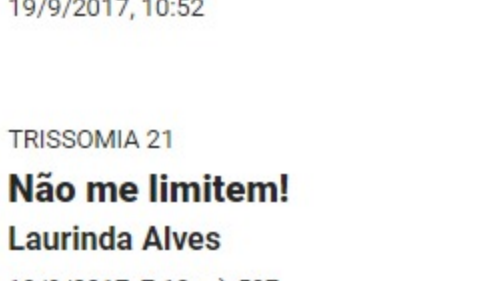 19/9/2017, 10:52
TRISSOMIA 21
Não me limitem!
Laurinda Alves